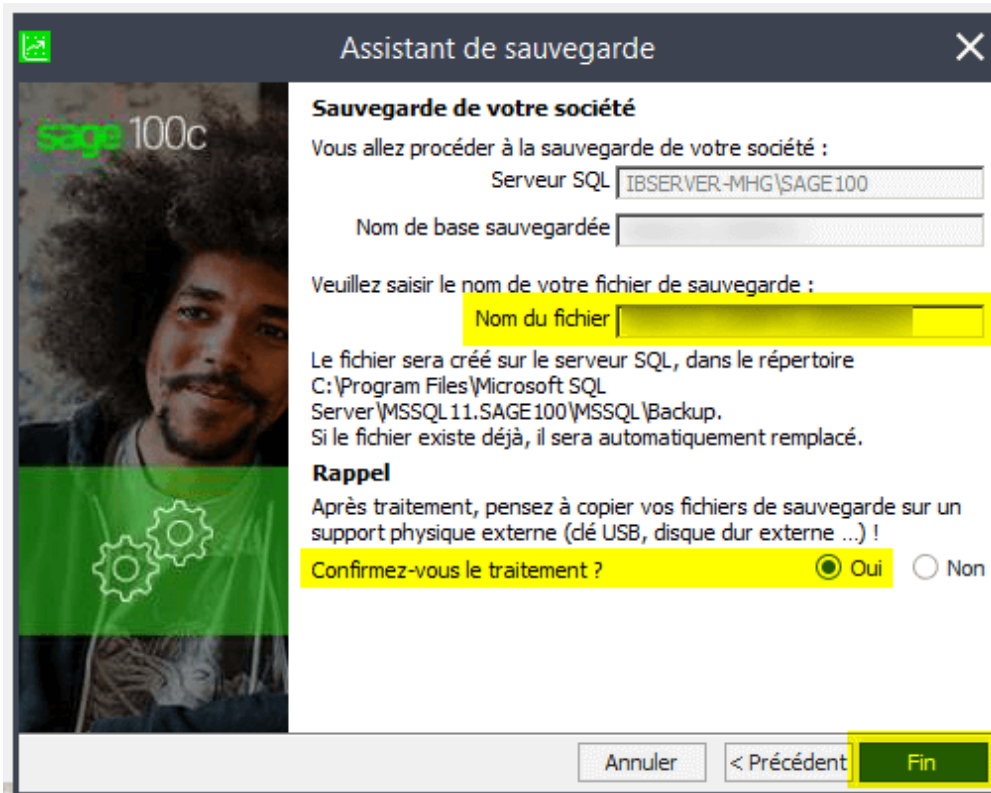 Assistant de sauvegarde
sage 100c
Sauvegarde de votre société
Vous allez procéder à la sauvegarde de votre société :
Serveur SQL IBSERVER-MHG\SAGE100
Nom de base sauvegardée
Veuillez saisir le nom de votre fichier de sauvegarde :
Nom du fichier
Le fichier sera créé sur le serveur SQL, dans le répertoire
C:\Program Files\Microsoft SQL
Server\MSSQL11.SAGE100\MSSQL\Backup.
Si le fichier existe déjà, il sera automatiquement remplacé.
Rappel
Après traitement, pensez à copier vos fichiers de sauvegarde sur un
support physique externe (clé USB, disque dur externe ...) !
Confirmez-vous le traitement ? Oui Non
Annuler < Précédent Fin